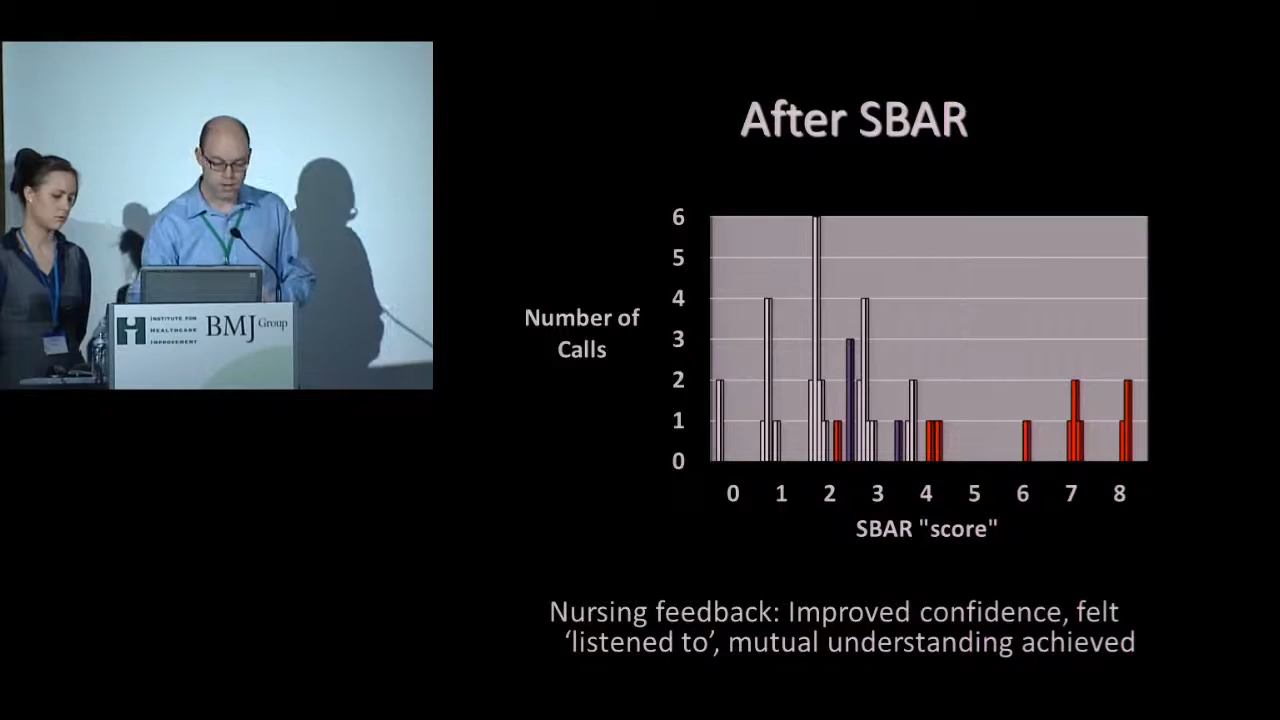 After SBAR
6
5
4
3
2
1
0
Number of
Calls
0 1 2 3 4 5 6 7 8
SBAR "score"
Nursing feedback: Improved confidence, felt
‘listened to’, mutual understanding achieved
INSTITUTE FOR
HEALTHCARE
IMPROVEMENT
BMJ Group